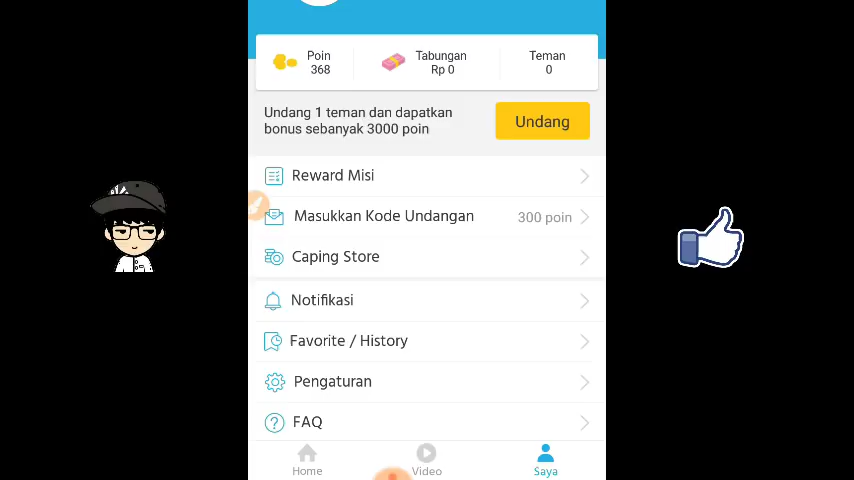 Poin
368
Tabungan
Rp 0
Teman
0
Undang 1 teman dan dapatkan
bonus sebanyak 3000 poin
Undang
Reward Misi
Masukkan Kode Undangan 300 poin
Caping Store
Notifikasi
Favorite / History
Pengaturan
FAQ
Home
Video
Saya